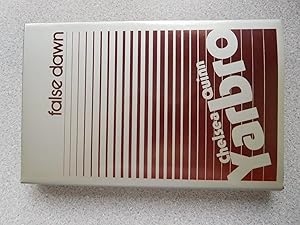 false dawn
Chelsea
Quinn
Yarbro